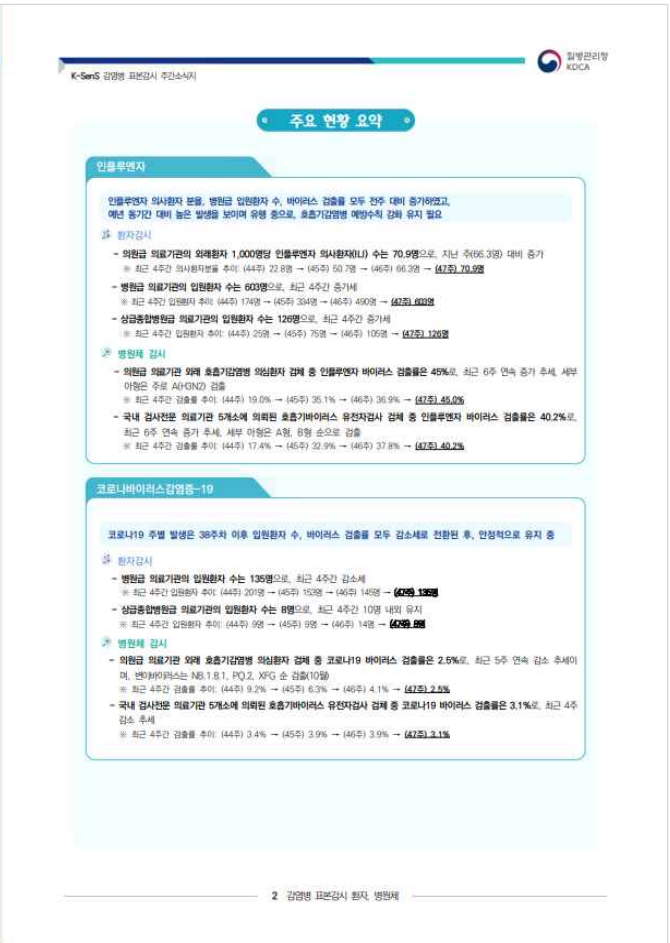 질병관리청
KDCA
K-SenS 감염병 표본감시 주간소식지
주요 현황 요약
인플루엔자
인플루엔자 의사환자 분율, 병원급 입원환자 수, 바이러스 검출률 모두 전주 대비 증가하였고,
예년 동기간 대비 높은 발생을 보이며 유행 중으로, 호흡기감염병 예방수칙 강화 유지 필요
환자감시
- 의원급 의료기관의 외래환자 1,000명당 인플루엔자 의사환자(ILI) 수는 70.9명으로, 지난 주(66.3명) 대비 증가
※ 최근 4주간 의사환자분율 추이: (44주) 22.8명 → (45주) 50.7명 → (46주) 66.3명 → (47주) 70.9명
- 병원급 의료기관의 입원환자 수는 603명으로, 최근 4주간 증가세
※ 최근 4주간 입원환자 추이: (44주) 174명 → (45주) 334명 → (46주) 490명 → (47주) 603명
- 상급종합병원급 의료기관의 입원환자 수는 126명으로, 최근 4주간 증가세
※ 최근 4주간 입원환자 추이: (44주) 25명 → (45주) 75명 → (46주) 105명 → (47주) 126명
병원체 감시
- 의원급 의료기관 외래 호흡기감염병 의심환자 검체 중 인플루엔자 바이러스 검출률은 45%로, 최근 6주 연속 증가 추세, 세부
아형은 주로 A(H3N2) 검출
※ 최근 4주간 검출률 추이: (44주) 19.0% → (45주) 35.1% → (46주) 36.9% → (47주) 45.0%
- 국내 검사전문 의료기관 5개소에 의뢰된 호흡기바이러스 유전자검사 검체 중 인플루엔자 바이러스 검출률은 40.2%로,
최근 6주 연속 증가 추세, 세부 아형은 A형, B형 순으로 검출
※ 최근 4주간 검출률 추이: (44주) 17.4% → (45주) 32.9% → (46주) 37.8% → (47주) 40.2%
코로나바이러스감염증-19
코로나19 주별 발생은 38주차 이후 입원환자 수, 바이러스 검출률 모두 감소세로 전환된 후, 안정적으로 유지 중
환자감시
- 병원급 의료기관의 입원환자 수는 135명으로, 최근 4주간 감소세
※ 최근 4주간 입원환자 추이: (44주) 201명 → (45주) 153명 → (46주) 145명 → (47주) 135명
- 상급종합병원급 의료기관의 입원환자 수는 8명으로, 최근 4주간 10명 내외 유지
※ 최근 4주간 입원환자 추이: (44주) 9명 → (45주) 9명 → (46주) 14명 → (47주) 8명
병원체 감시
- 의원급 의료기관 외래 호흡기감염병 의심환자 검체 중 코로나19 바이러스 검출률은 2.5%로, 최근 5주 연속 감소 추세이
며, 변이바이러스는 NB.1.8.1, PQ.2, XFG 순 검출(10월)
※ 최근 4주간 검출률 추이: (44주) 9.2% → (45주) 6.3% → (46주) 4.1% → (47주) 2.5%
- 국내 검사전문 의료기관 5개소에 의뢰된 호흡기바이러스 유전자검사 검체 중 코로나19 바이러스 검출률은 3.1%로, 최근 4주
감소 추세
※ 최근 4주간 검출률 추이: (44주) 3.4% → (45주) 3.9% → (46주) 3.9% → (47주) 3.1%
2 감염병 표본감시 환자, 병원체